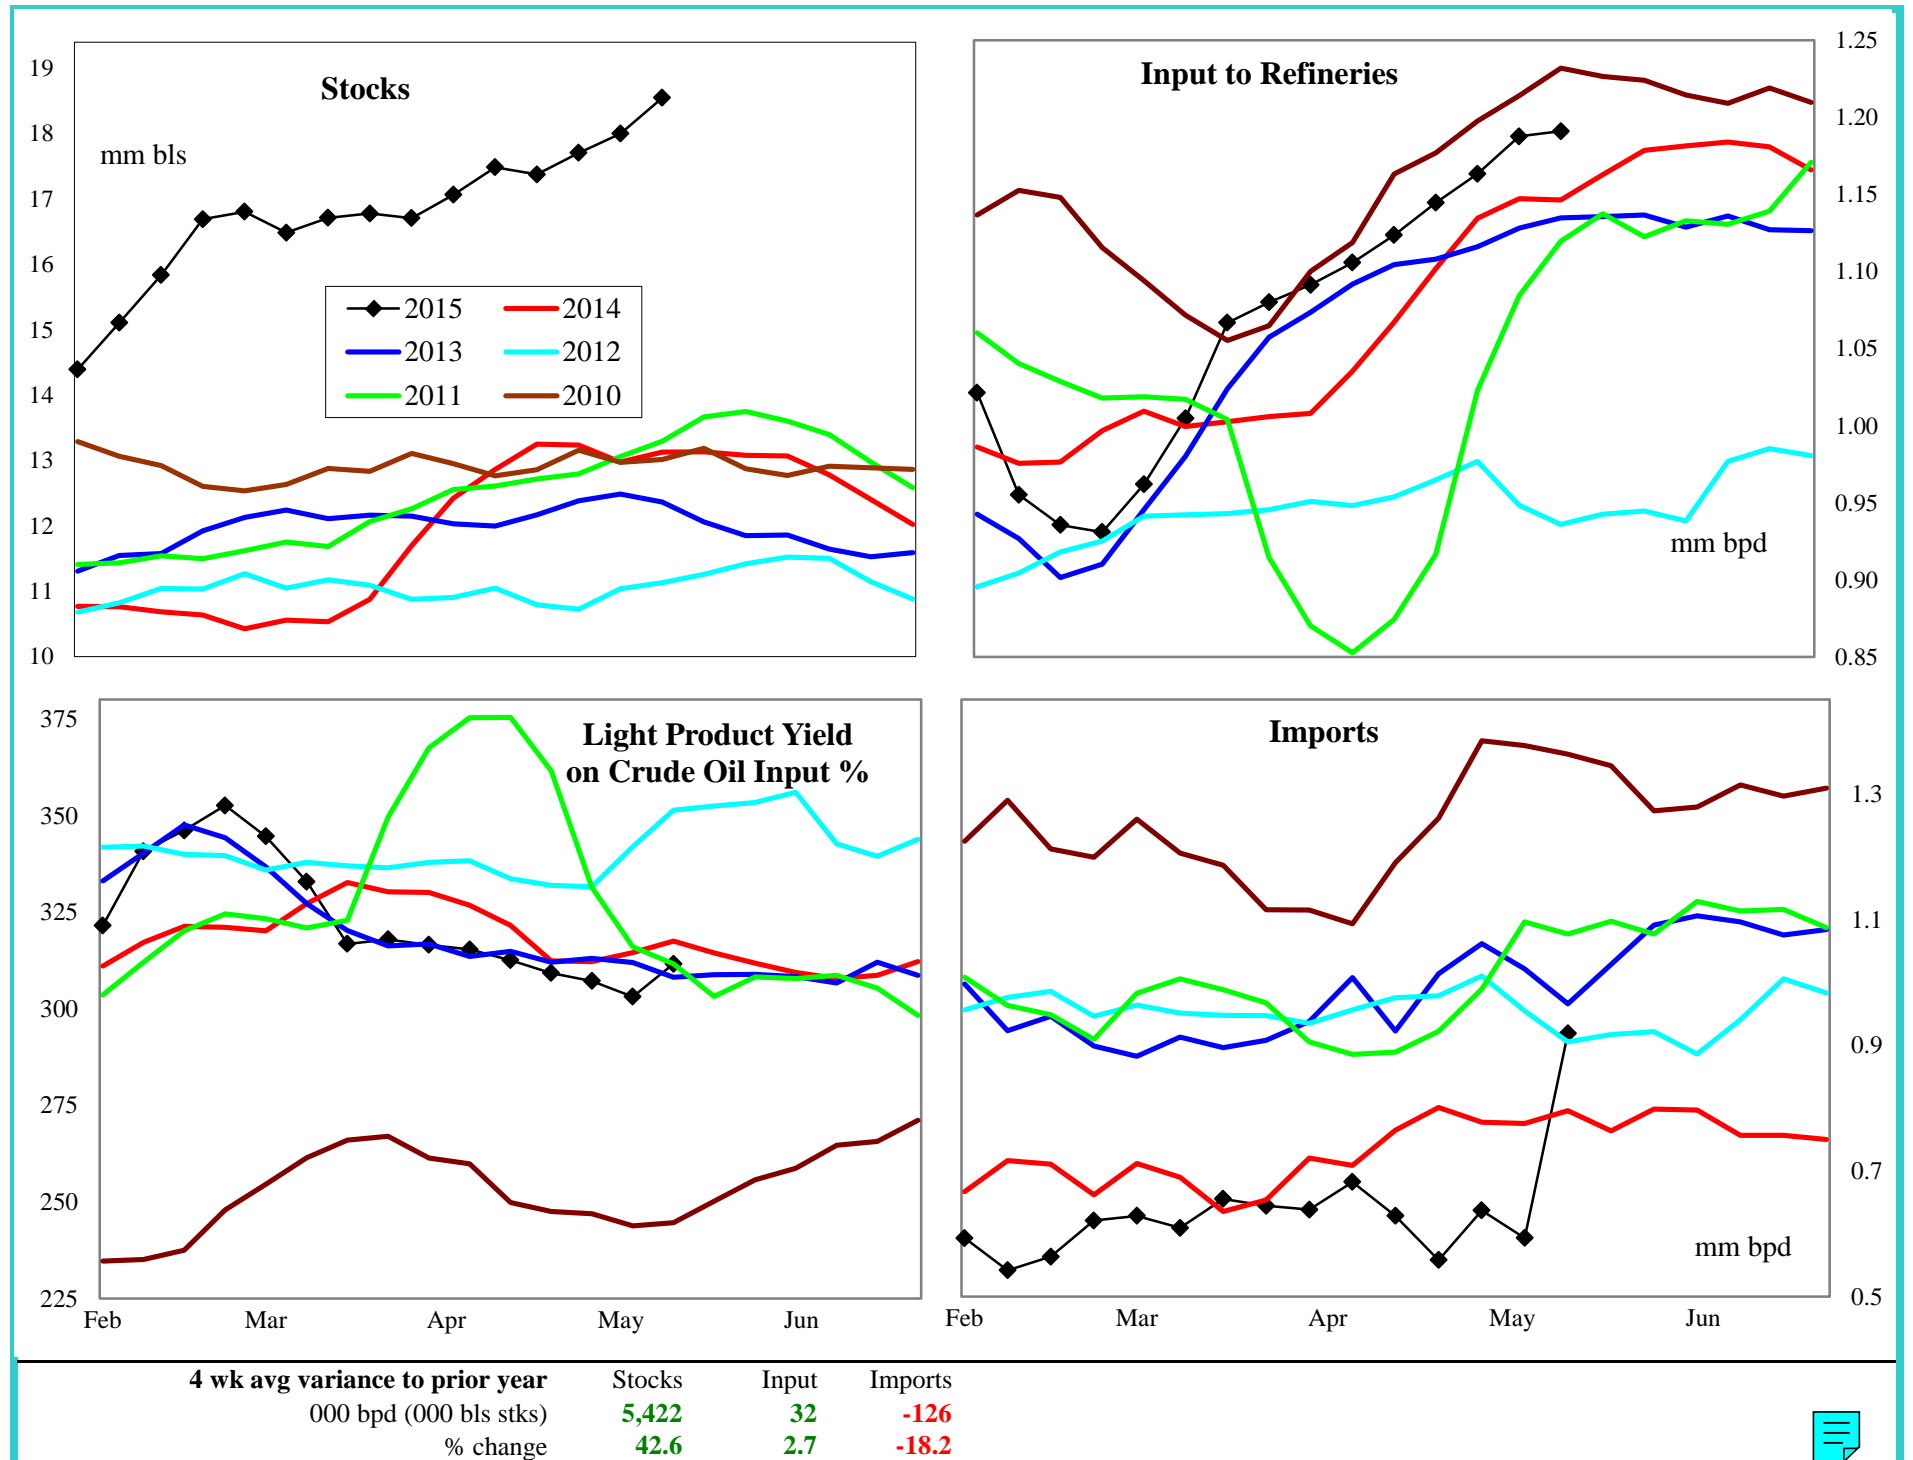 Stocks
mm bls
19
18
17
16
15
14
13
12
11
10
2015
2014
2013
2012
2011
2010
Input to Refineries
mm bpd
1.25
1.20
1.15
1.10
1.05
1.00
0.95
0.90
0.85
Light Product Yield
on Crude Oil Input %
375
350
325
300
275
250
225
Feb Mar Apr May Jun
Imports
mm bpd
1.3
1.1
0.9
0.7
0.5
Feb Mar Apr May Jun
4 wk avg variance to prior year Stocks Input Imports
000 bpd (000 bls stks) 5,422 32 -126
% change 42.6 2.7 -18.2